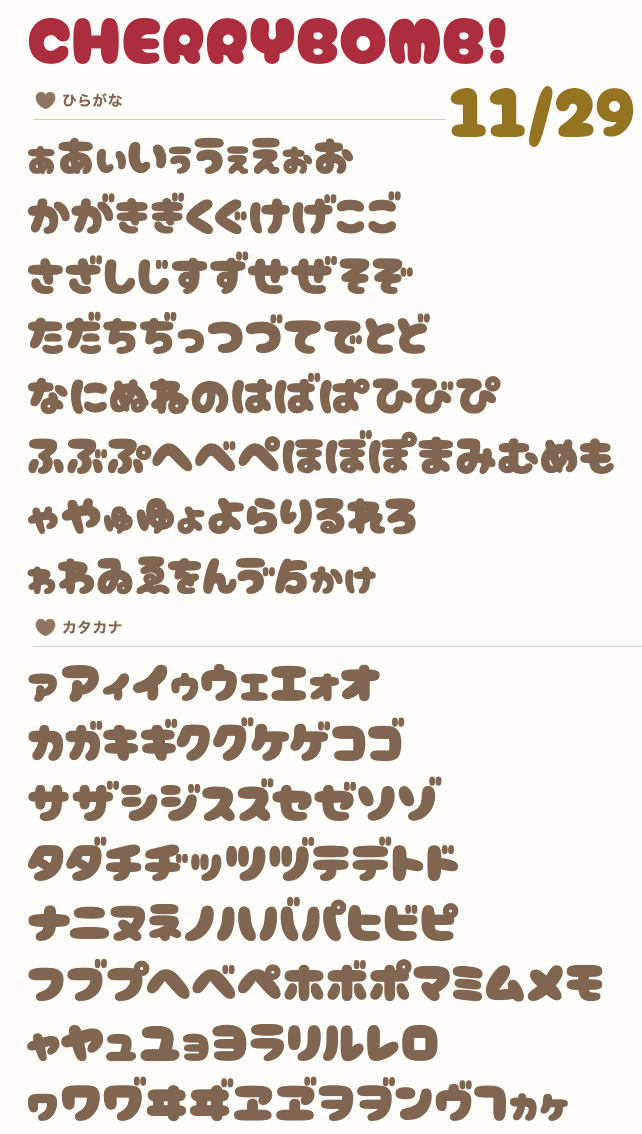 CHERRYBOMB!
ひらがな
11/29
ぁあぃいぅうぇえぉお
かがきぎくぐけげこご
さざしじすずせぜそぞ
ただちぢっつづてでとど
なにぬねのはばぱひびぴ
ふぶぷへべぺほぼぽまみむめも
ゃやゅゆょよらりるれろ
ゎわゐゑをんゔゟゕゖ
カタカナ
ァアィイゥウェエォオ
カガキギクグケゲコゴ
サザシジスズセゼソゾ
タダチヂッツヅテデトド
ナニヌネノハバパヒビピ
フブプヘベペホボポマミムメモ
ャヤュユョヨラリルレロ
ヮワヷヰヸヱヹヲヺンヴヿヵヶ